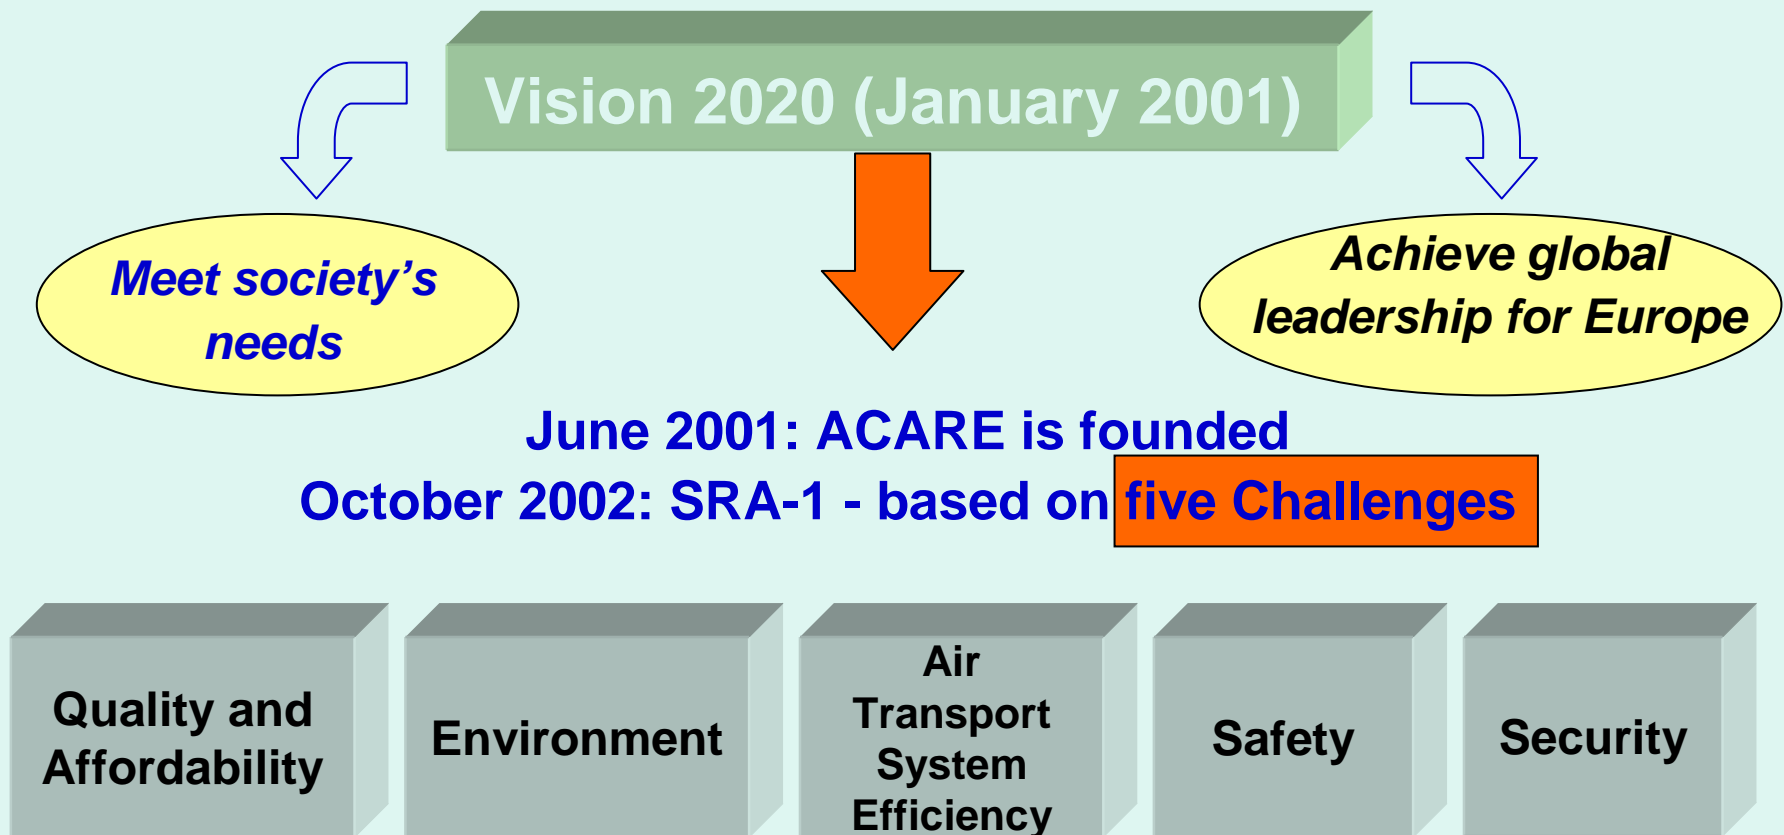 Vision 2020 (January 2001)
Meet society’s
needs
Achieve global
leadership for Europe
June 2001: ACARE is founded
October 2002: SRA-1 - based on five Challenges
Quality and
Affordability
Environment
Air
Transport
System
Efficiency
Safety
Security